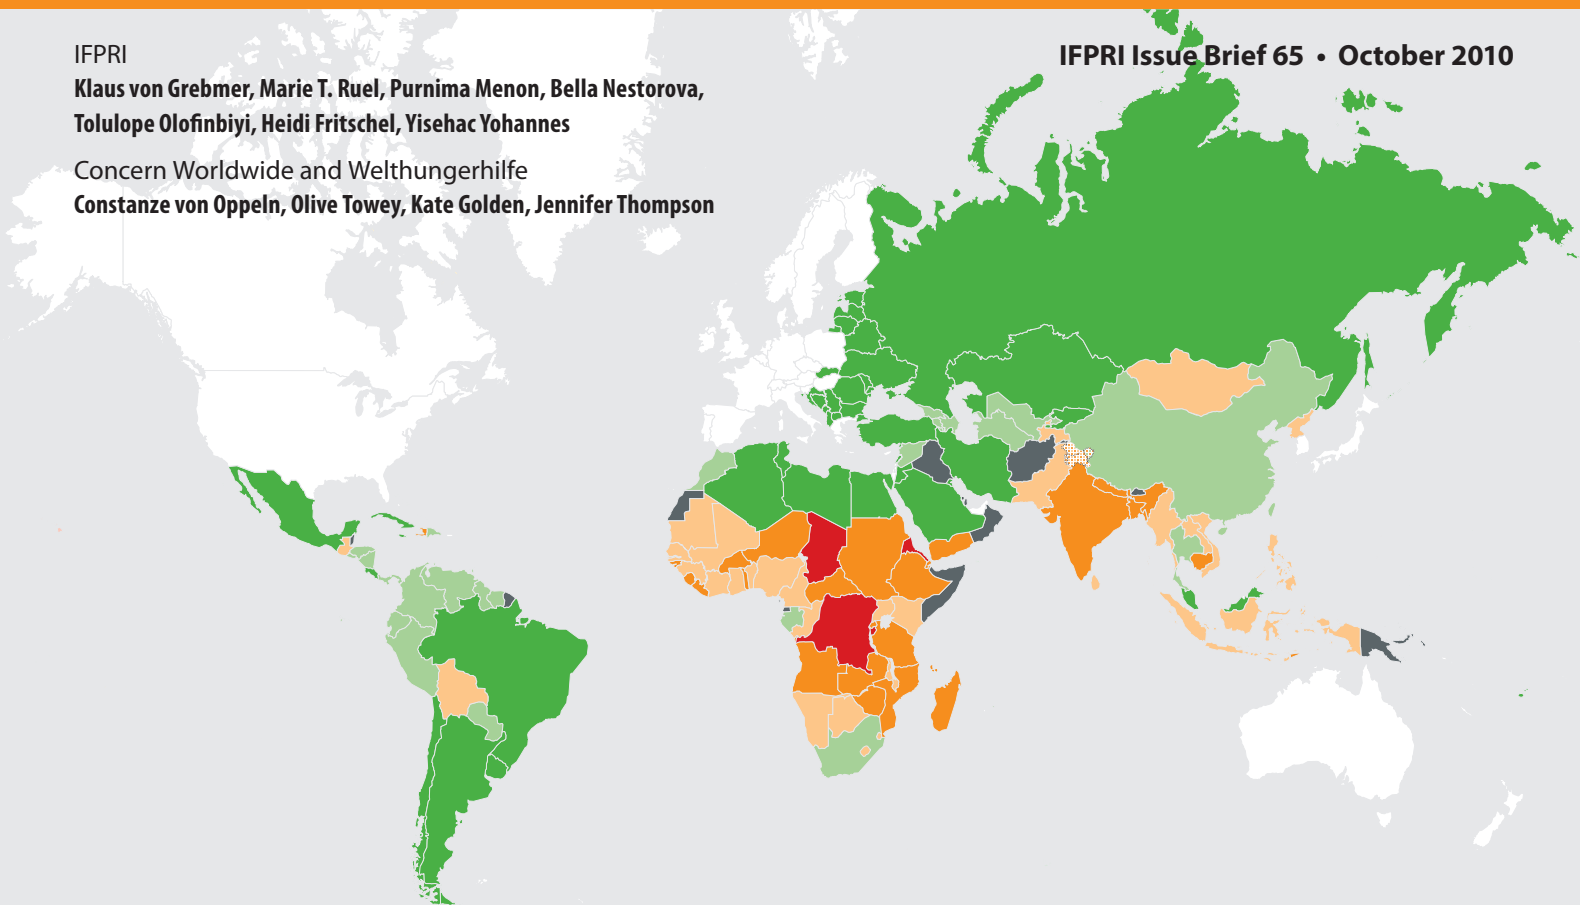 IFPRI
Klaus von Grebmer, Marie T. Ruel, Purnima Menon, Bella Nestorova,
Tolulope Olofinbiyi, Heidi Fritschel, Yisehac Yohannes
Concern Worldwide and Welthungerhilfe
Constanze von Oppeln, Olive Towey, Kate Golden, Jennifer Thompson
IFPRI Issue Brief 65 • October 2010